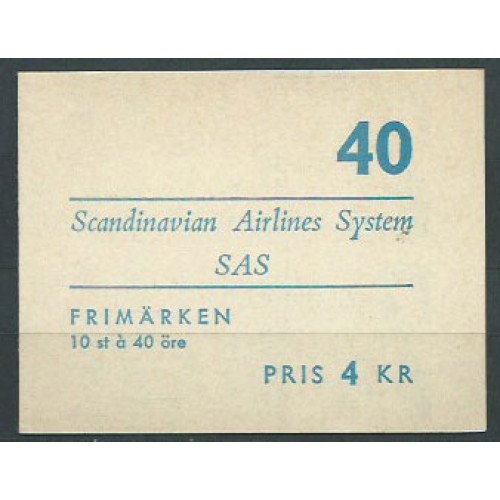 40
Scandinavian Airlines System
SAS
FRIMÄRKEN
10 st à 40 öre
PRIS 4 KR